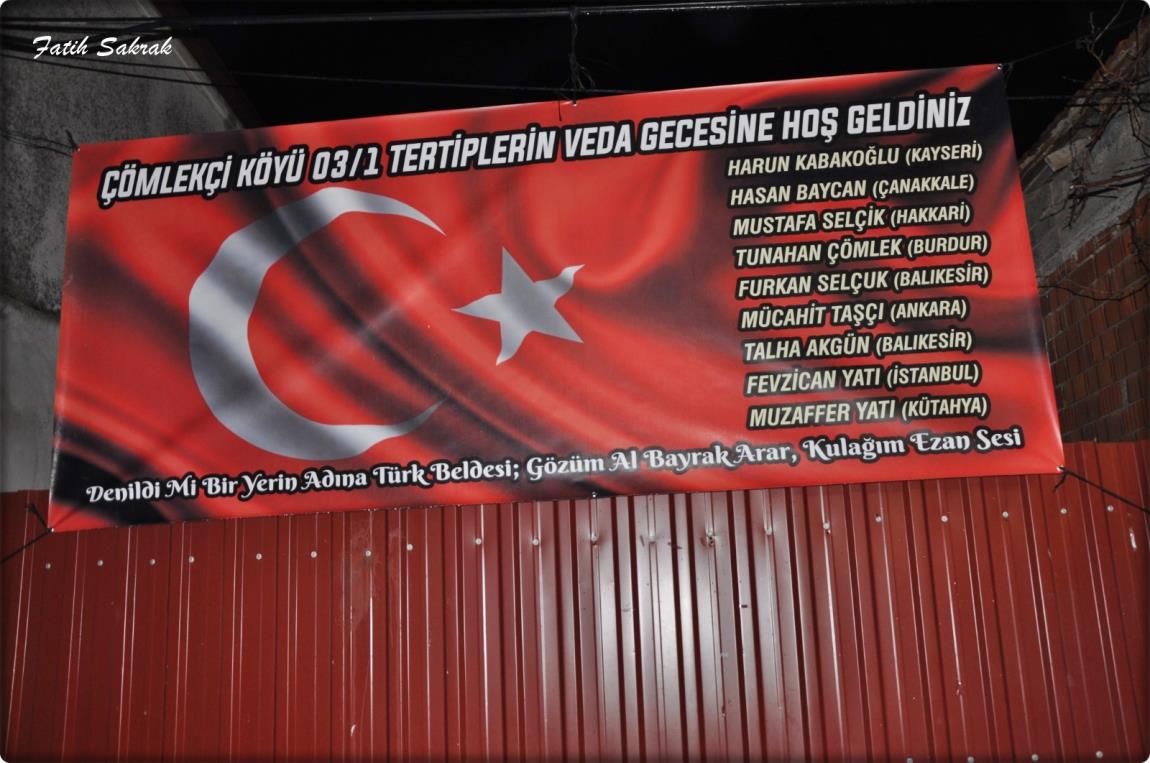 Fatih Sakrak
ÇÖMLEKÇİ KÖYÜ 03/1 TERTİPLERİN VEDA GECESİNE HOŞ GELDİNİZ
HARUN KABAKOĞLU (KAYSERİ)
HASAN BAYCAN (ÇANAKKALE)
MUSTAFA SELÇİK (HAKKARİ)
TUNAHAN ÇÖMLEK (BURDUR)
FURKAN SELÇUK (BALIKESİR)
MÜCAHİT TAŞÇI (ANKARA)
TALHA AKGÜN (BALIKESİR)
FEVZİCAN YATI (İSTANBUL)
MUZAFFER YATI (KÜTAHYA)
Denildi Mi Bir Yerin Adına Türk Beldesi; Gözüm Al Bayrak Arar, Kulağım Ezan Sesi